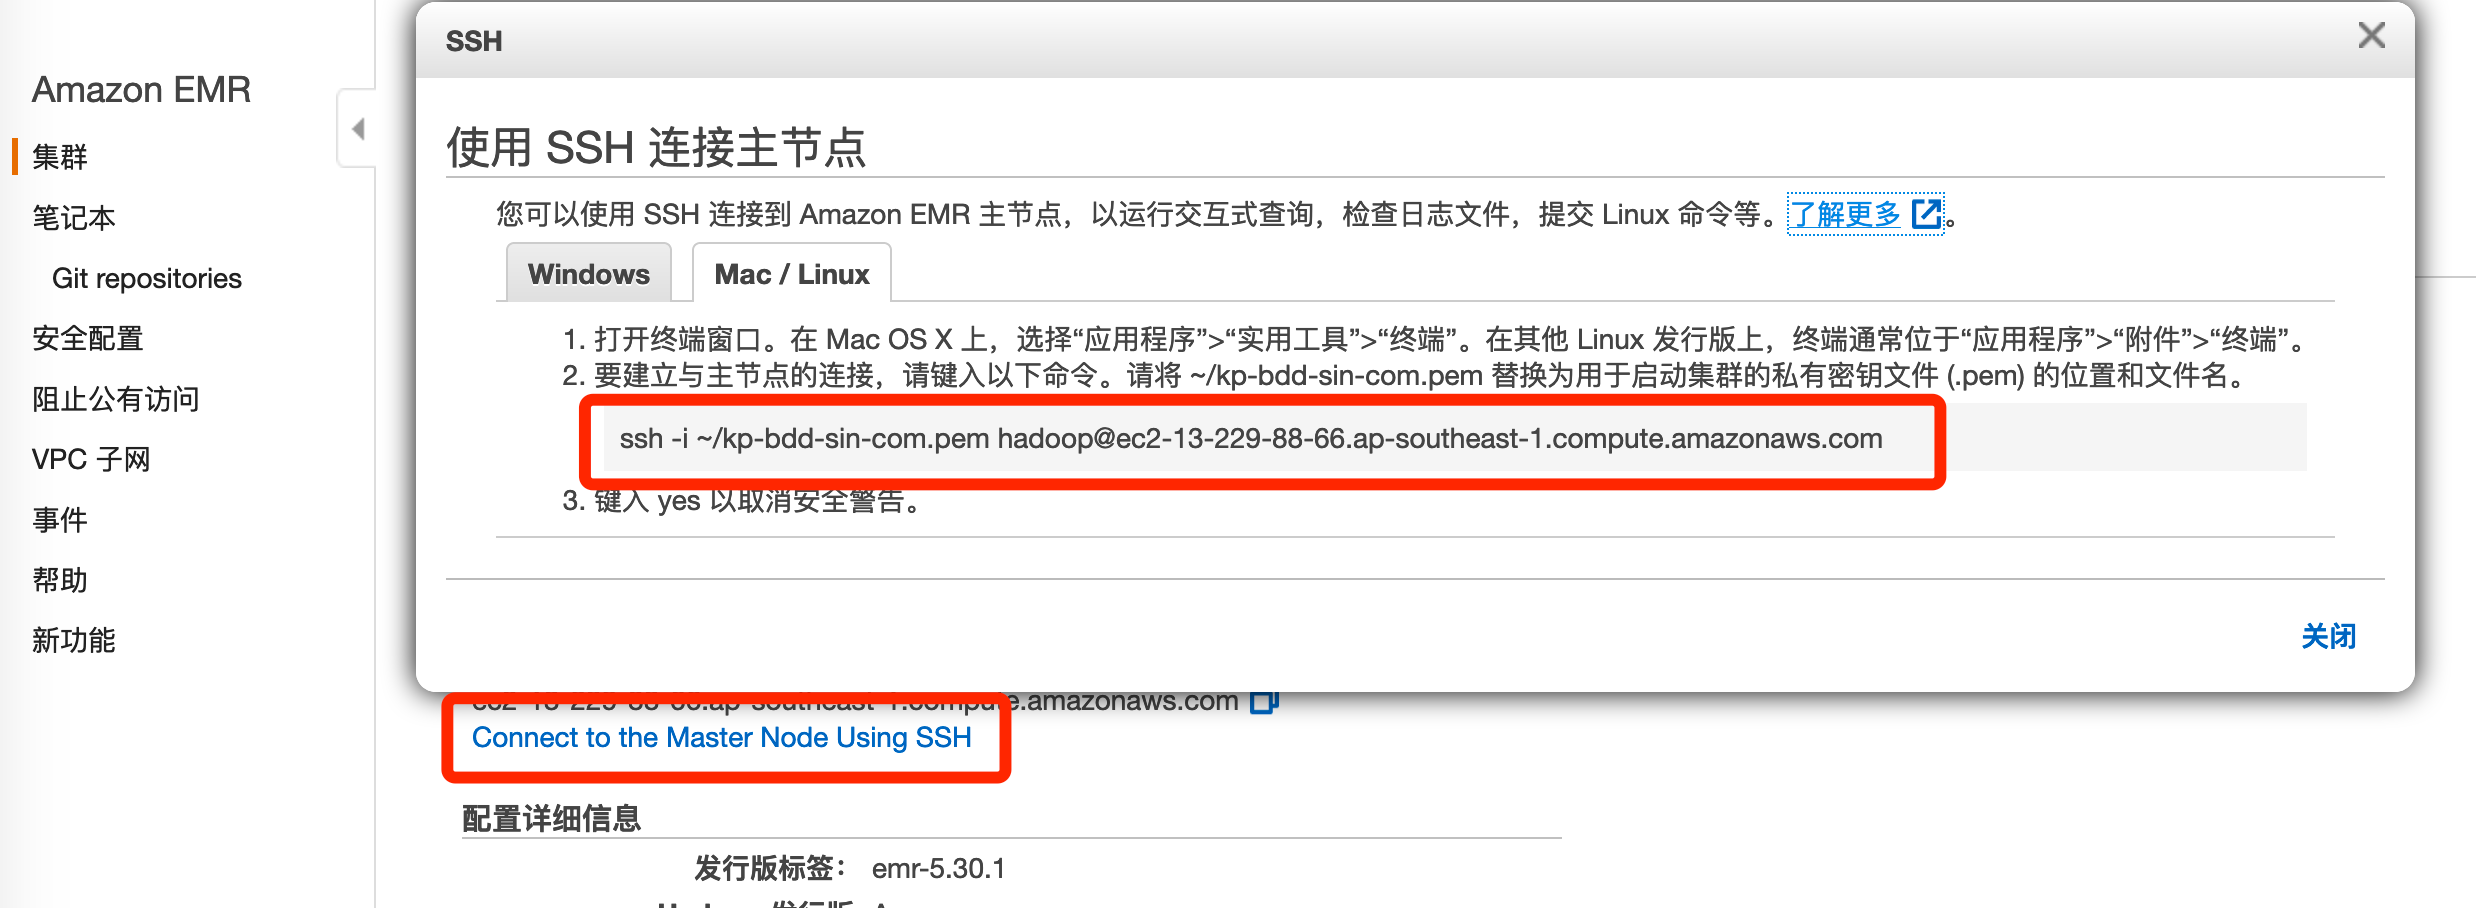 Amazon EMR
集群
笔记本
Git repositories
安全配置
阻止公有访问
VPC 子网
事件
帮助
新功能
SSH
使用 SSH 连接主节点
您可以使用 SSH 连接到 Amazon EMR 主节点，以运行交互式查询，检查日志文件，提交 Linux 命令等。了解更多。
Windows
Mac / Linux
1. 打开终端窗口。在 Mac OS X 上，选择“应用程序”>“实用工具”>“终端”。在其他 Linux 发行版上，终端通常位于“应用程序”>“附件”>“终端”。
2. 要建立与主节点的连接，请键入以下命令。请将 ~/kp-bdd-sin-com.pem 替换为用于启动集群的私有密钥文件 (.pem) 的位置和文件名。
ssh -i ~/kp-bdd-sin-com.pem hadoop@ec2-13-229-88-66.ap-southeast-1.compute.amazonaws.com
3. 键入 yes 以取消安全警告。
关闭
ec2-13-229-88-66.ap-southeast-1.compute.amazonaws.com
Connect to the Master Node Using SSH
配置详细信息
发行版标签： emr-5.30.1